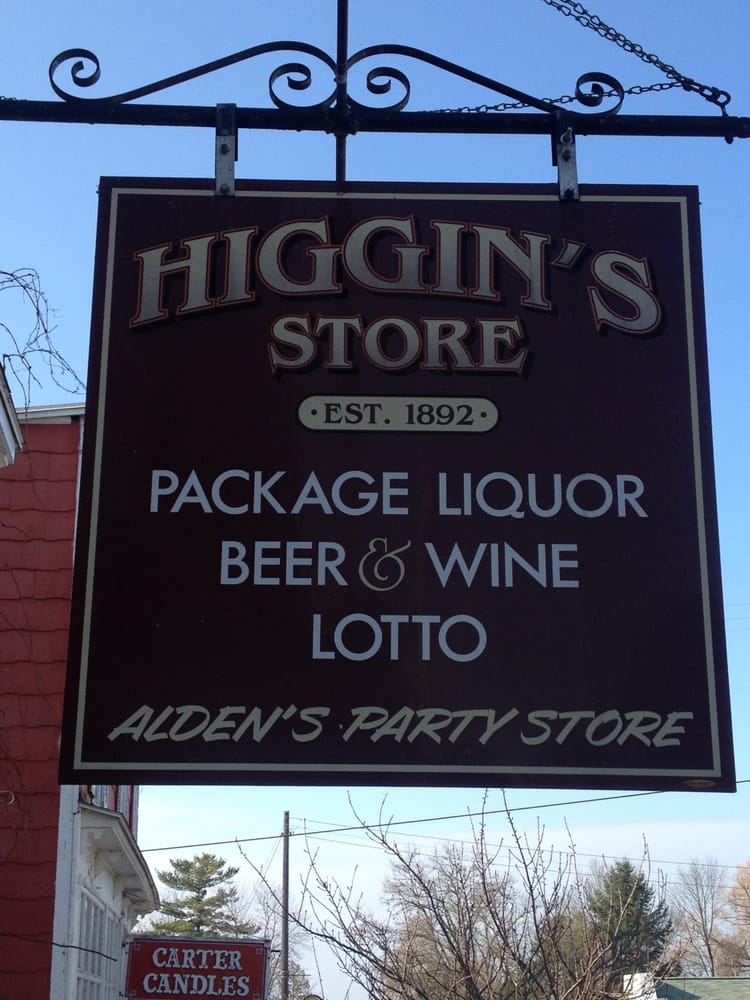 HIGGIN'S
STORE
·EST. 1892·
PACKAGE LIQUOR
BEER & WINE
LOTTO
ALDEN'S PARTY STORE
CARTER
CANDLES